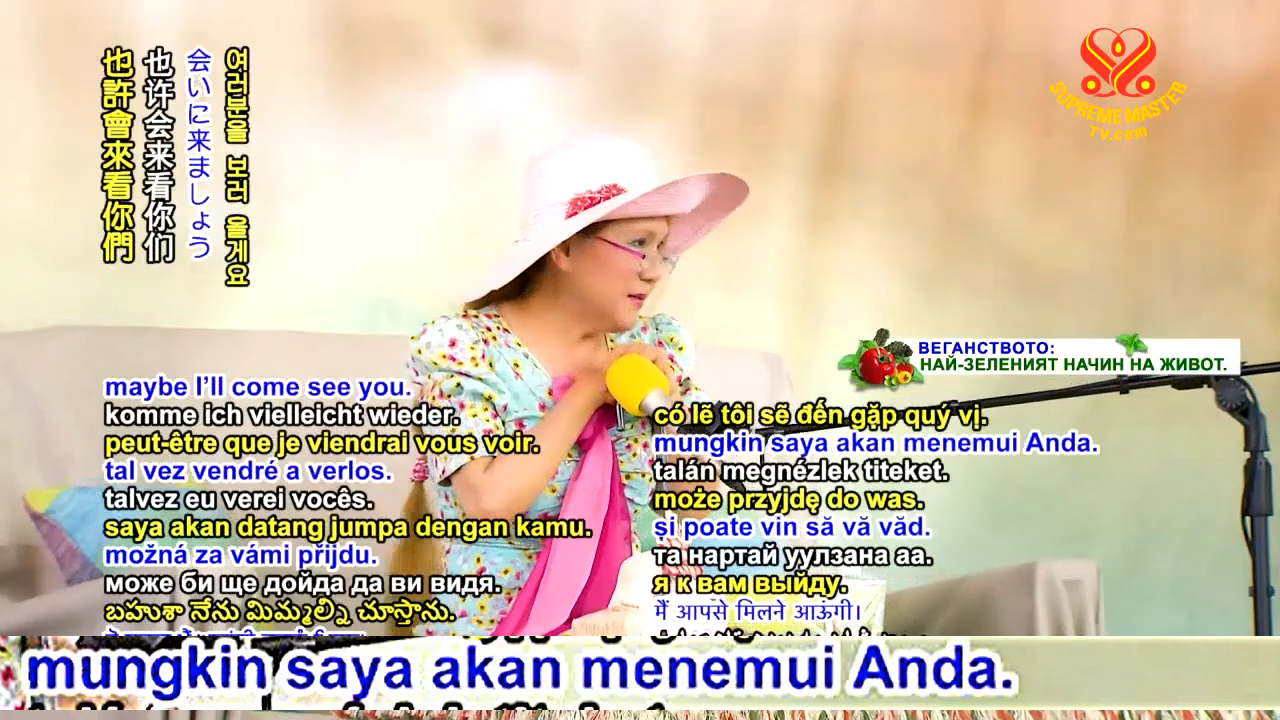 也許會來看你們
也许会来看你们
会いに来ましょう
여러분을 보러 올게요
SUPREME MASTER
TV.com
ВЕГАНСТВОТО:
НАЙ-ЗЕЛЕНИЯТ НАЧИН НА ЖИВОТ.
maybe I’ll come see you.
komme ich vielleicht wieder.
peut-être que je viendrai vous voir.
tal vez vendré a verlos.
talvez eu verei vocês.
saya akan datang jumpa dengan kamu.
možná za vámi přijdu.
може би ще дойда да ви видя.
బహుశా నేను మిమ్మల్ని చూస్తాను.
có lẽ tôi sẽ đến gặp quý vị.
mungkin saya akan menemui Anda.
talán megnézlek titeket.
może przyjdę do was.
și poate vin să vă văd.
та нартай уулзана аа.
я к вам выйду.
मैं आपसे मिलने आऊंगी।
mungkin saya akan menemui Anda.